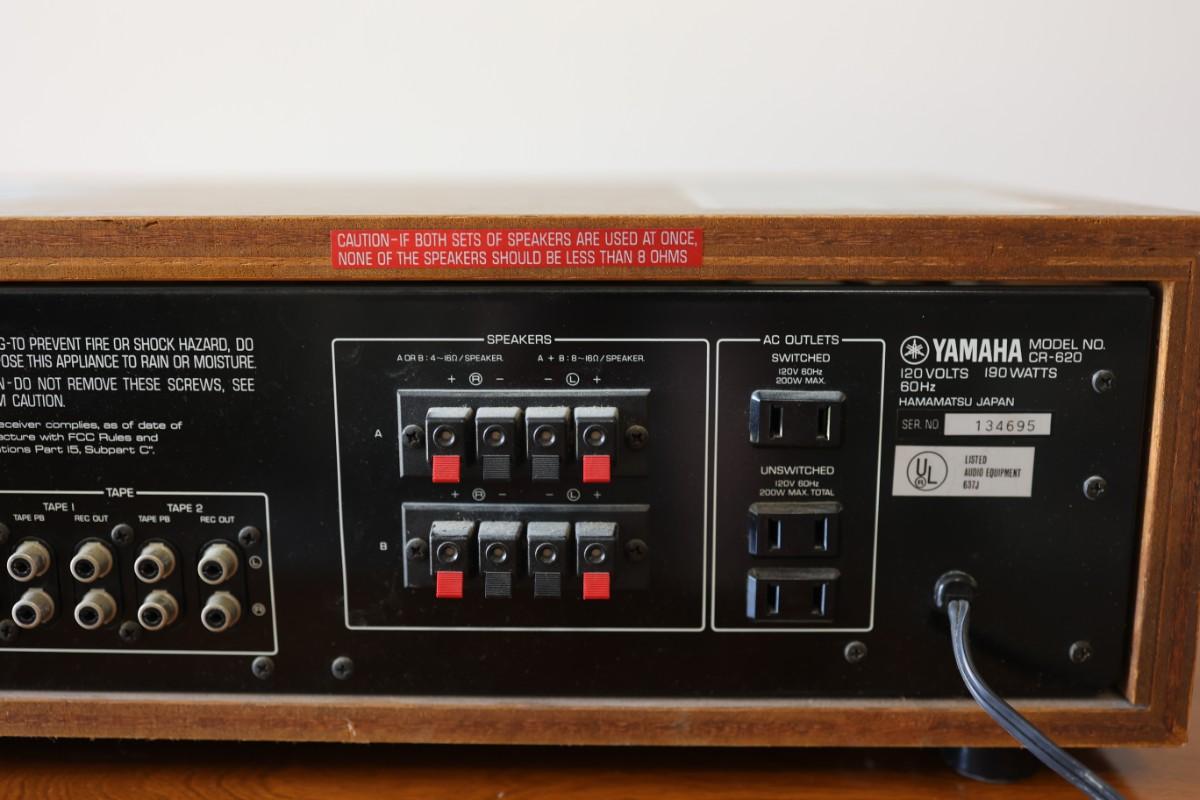 CAUTION-IF BOTH SETS OF SPEAKERS ARE USED AT ONCE,
NONE OF THE SPEAKERS SHOULD BE LESS THAN 8 OHMS
G-TO PREVENT FIRE OR SHOCK HAZARD, DO
POSE THIS APPLIANCE TO RAIN OR MOISTURE.
N-DO NOT REMOVE THESE SCREWS, SEE
M CAUTION.
eceiver complies, as of date of
acture with FCC Rules and
tions Part 15, Subpart C".
TAPE
TAPE 1 TAPE 2
TAPE PB REC OUT TAPE PB REC OUT
L
R
SPEAKERS
A OR B : 4~16Ω/SPEAKER. A + B : 8~16Ω/SPEAKER.
+ R - - L +
A
+ R - - L +
B
AC OUTLETS
SWITCHED
120V 60Hz
200W MAX.
UNSWITCHED
120V 60Hz
200W MAX. TOTAL
YAMAHA MODEL NO.
CR-620
120 VOLTS 190 WATTS
60Hz
HAMAMATSU JAPAN
SER. NO 134695
UL R
LISTED
AUDIO EQUIPMENT
637J